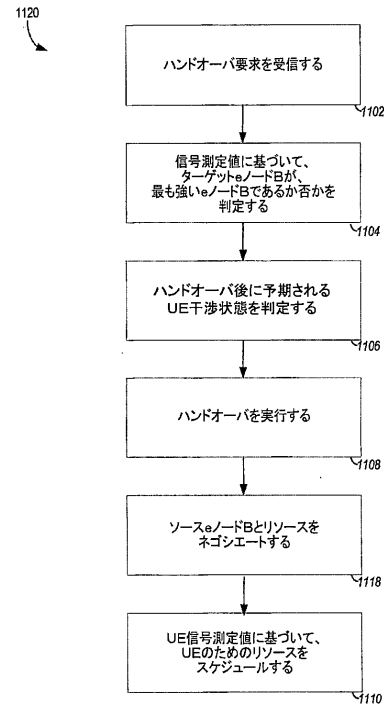 1120
ハンドオーバ要求を受信する
1102
信号測定値に基づいて、
ターゲットeノードBが、
最も強いeノードBであるか否かを
判定する
1104
ハンドオーバ後に予期される
UE干渉状態を判定する
1106
ハンドオーバを実行する
1108
ソースeノードBとリソースを
ネゴシエートする
1118
UE信号測定値に基づいて、
UEのためのリソースを
スケジュールする
1110